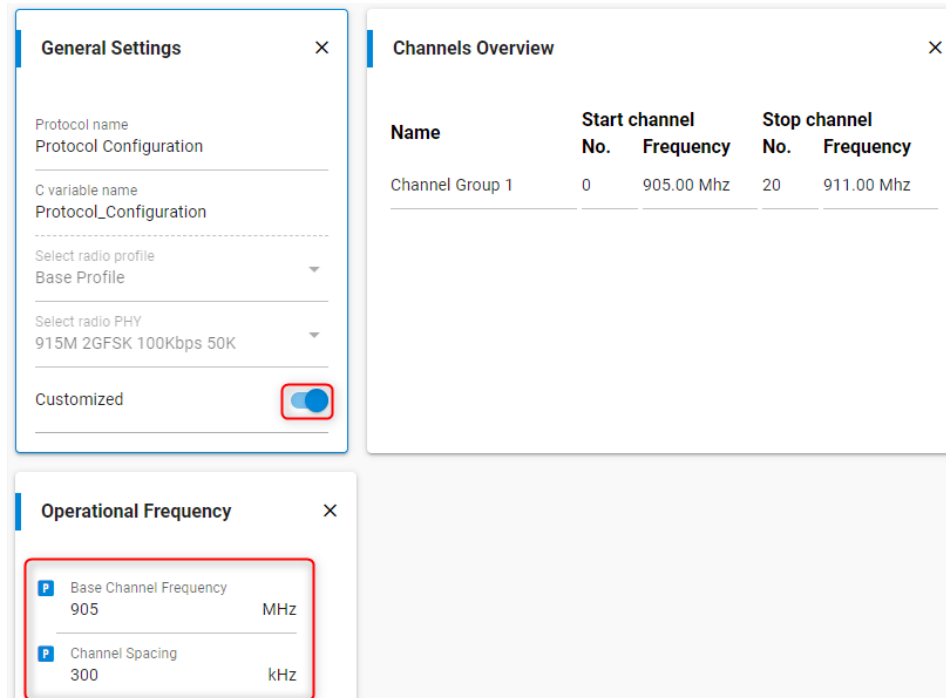 General Settings
Protocol name
Protocol Configuration
C variable name
Protocol_Configuration
Select radio profile
Base Profile
Select radio PHY
915M 2GFSK 100Kbps 50K
Customized
Channels Overview
Name Start channel Stop channel
No. Frequency No. Frequency
Channel Group 1 0 905.00 Mhz 20 911.00 Mhz
Operational Frequency
P Base Channel Frequency
905 MHz
P Channel Spacing
300 kHz